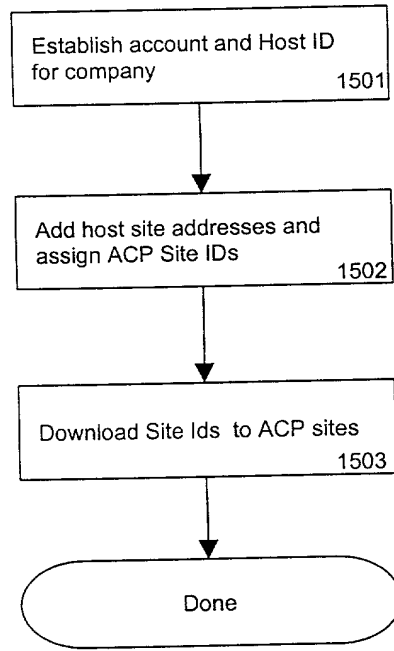 Establish account and Host ID
for company
1501
Add host site addresses and
assign ACP Site IDs
1502
Download Site Ids to ACP sites
1503
Done